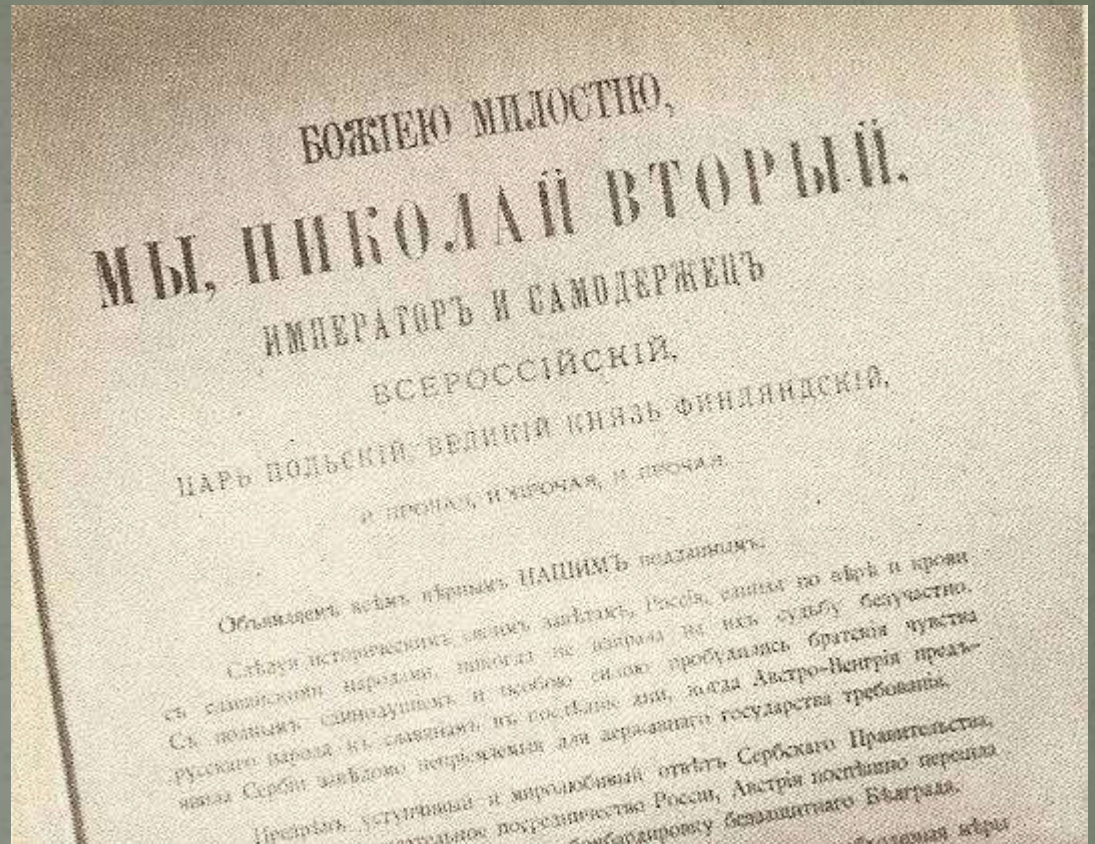 БОЖІЕЮ МИЛОСТІЮ,
МЫ, НИКОЛАЙ ВТОРЫЙ,
ИМПЕРАТОРЪ И САМОДЕРЖЕЦЪ
ВСЕРОССІЙСКІЙ,
ЦАРЬ ПОЛЬСКІЙ, ВЕЛИКІЙ КНЯЗЬ ФИНЛЯНДСКІЙ,
И ПРОЧАЯ, И ПРОЧАЯ, И ПРОЧАЯ.
Объявляемъ всѣмъ вѣрнымъ НАШИМЪ подданнымъ:
Слѣдуя историческимъ своимъ завѣтамъ, Россія, единая по вѣрѣ и крови
съ славянскими народами, никогда не взирала на ихъ судьбу безучастно.
Съ полнымъ единодушіемъ и особою силою пробудились братскія чувства
русскаго народа къ славянамъ въ послѣдніе дни, когда Австро-Венгрія предъ-
явила Сербіи завѣдомо непріемлемыя для державнаго государства требованія.
Презрѣвъ уступчивый и миролюбивый отвѣтъ Сербскаго Правительства,
посредничество Россіи, Австрія поспѣшно перешла
бомбардировку беззащитнаго Бѣлграда.
мѣры